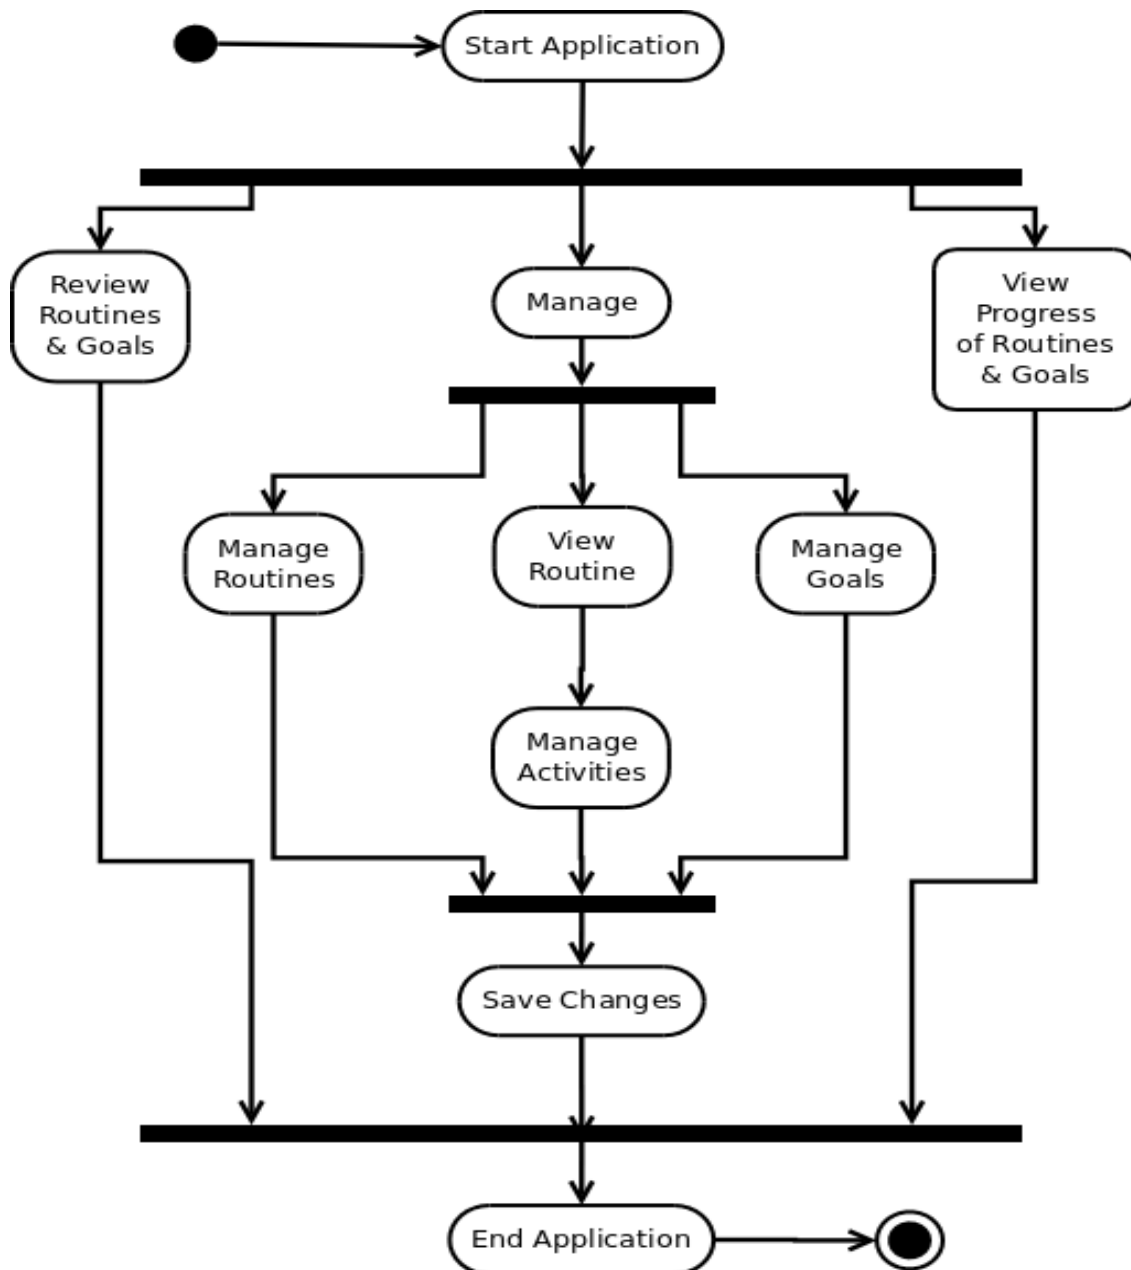 Start Application
Review
Routines
& Goals
Manage
View
Progress
of Routines
& Goals
Manage
Routines
View
Routine
Manage
Goals
Manage
Activities
Save Changes
End Application